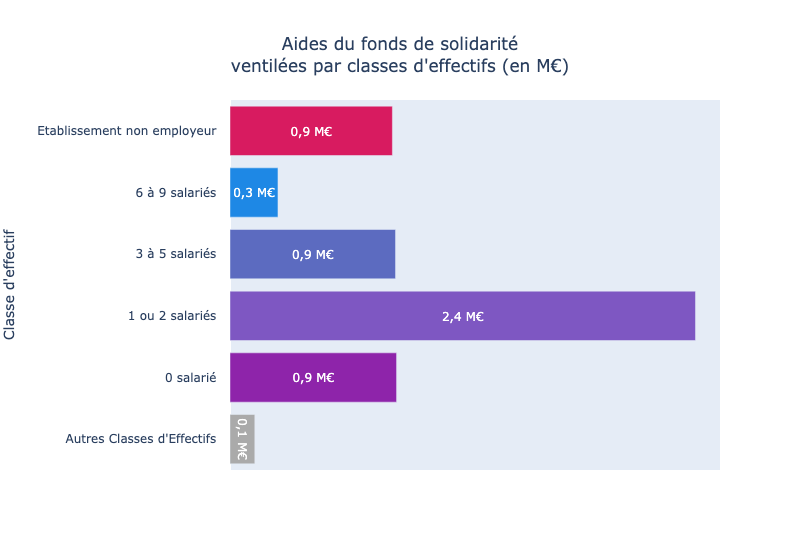 Aides du fonds de solidarité
ventilées par classes d'effectifs (en M€)
Classe d'effectif
Etablissement non employeur
0,9 M€
6 à 9 salariés
0,3 M€
3 à 5 salariés
0,9 M€
1 ou 2 salariés
2,4 M€
0 salarié
0,9 M€
Autres Classes d'Effectifs
0,1 M€